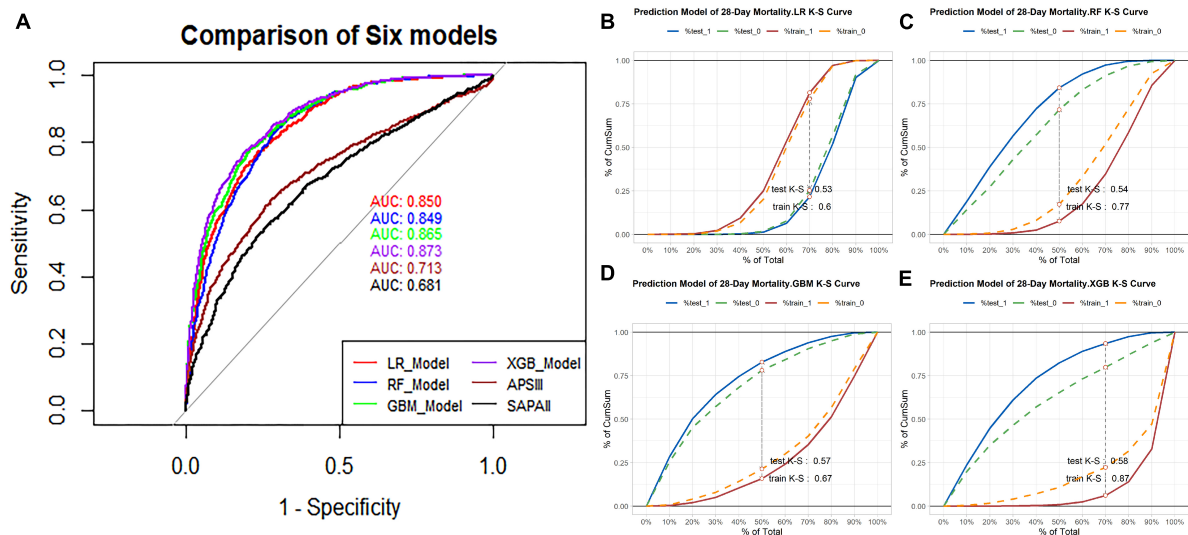 A
Comparison of Six models
Sensitivity
0.0 0.2 0.4 0.6 0.8 1.0
AUC: 0.850
AUC: 0.849
AUC: 0.865
AUC: 0.873
AUC: 0.713
AUC: 0.681
LR_Model XGB_Model
RF_Model APSIII
GBM_Model SAPAII
0.0 0.5 1.0
1 - Specificity
B
Prediction Model of 28-Day Mortality.LR K-S Curve
%test_1 %test_0 %train_1 %train_0
% of CumSum
1.00
0.75
0.50
0.25
0.00
test K-S : 0.53
train K-S : 0.6
0% 10% 20% 30% 40% 50% 60% 70% 80% 90% 100%
% of Total
C
Prediction Model of 28-Day Mortality.RF K-S Curve
%test_1 %test_0 %train_1 %train_0
% of CumSum
1.00
0.75
0.50
0.25
0.00
test K-S : 0.54
train K-S : 0.77
0% 10% 20% 30% 40% 50% 60% 70% 80% 90% 100%
% of Total
D
Prediction Model of 28-Day Mortality.GBM K-S Curve
%test_1 %test_0 %train_1 %train_0
% of CumSum
1.00
0.75
0.50
0.25
0.00
test K-S : 0.57
train K-S : 0.67
0% 10% 20% 30% 40% 50% 60% 70% 80% 90% 100%
% of Total
E
Prediction Model of 28-Day Mortality.XGB K-S Curve
%test_1 %test_0 %train_1 %train_0
% of CumSum
1.00
0.75
0.50
0.25
0.00
test K-S : 0.58
train K-S : 0.87
0% 10% 20% 30% 40% 50% 60% 70% 80% 90% 100%
% of Total